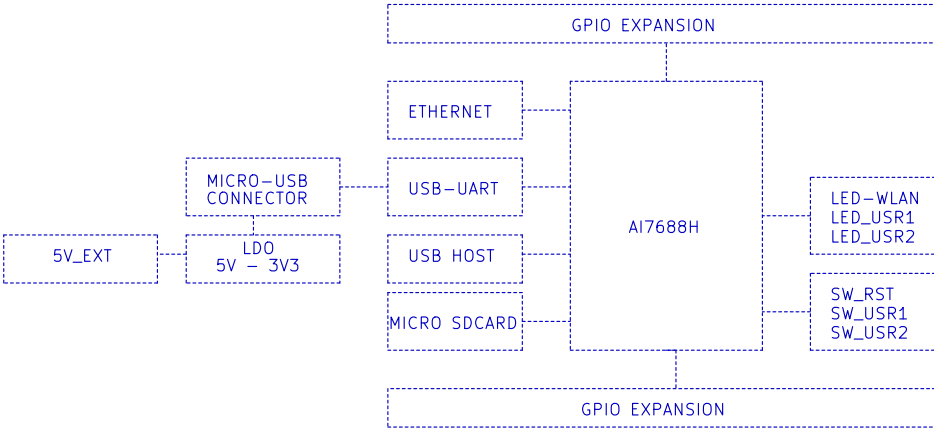 GPIO EXPANSION
ETHERNET
MICRO-USB
CONNECTOR
USB-UART
LED-WLAN
LED_USR1
LED_USR2
AI7688H
5V_EXT
LDO
5V - 3V3
USB HOST
MICRO SDCARD
SW_RST
SW_USR1
SW_USR2
GPIO EXPANSION